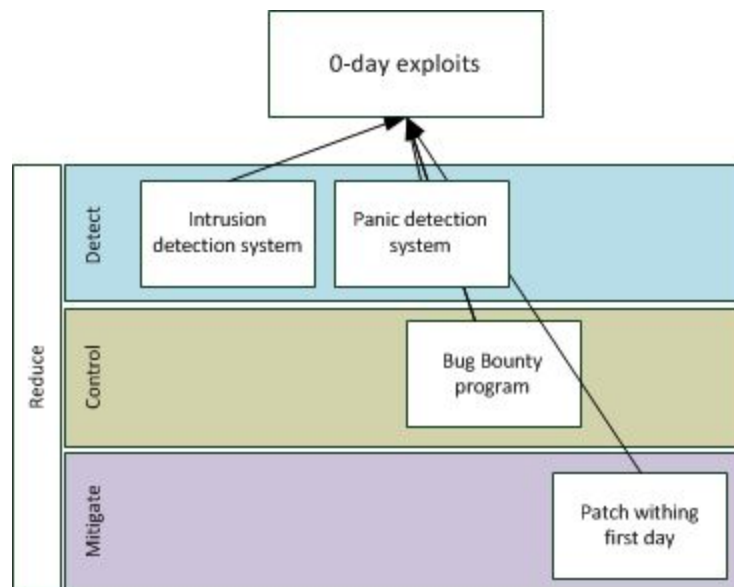 0-day exploits
Reduce
Detect
Intrusion
detection system
Panic detection
system
Control
Bug Bounty
program
Mitigate
Patch withing
first day